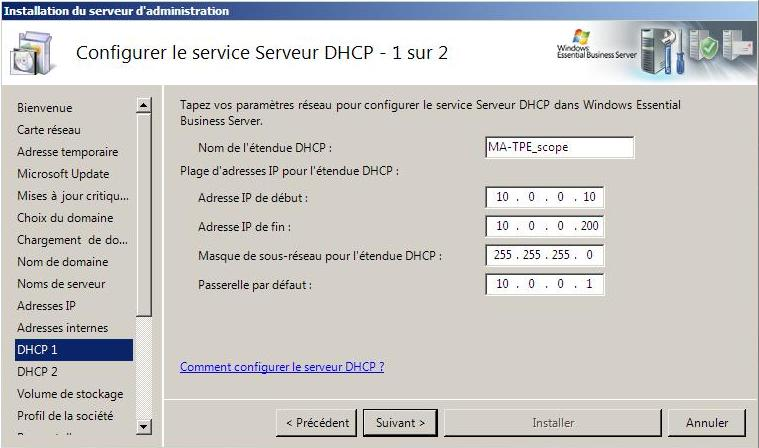 Installation du serveur d'administration
Configurer le service Serveur DHCP - 1 sur 2
Windows
Essential Business Server
Bienvenue
Carte réseau
Adresse temporaire
Microsoft Update
Mises à jour critiqu...
Choix du domaine
Chargement de do...
Nom de domaine
Noms de serveur
Adresses IP
Adresses internes
DHCP 1
DHCP 2
Volume de stockage
Profil de la société
Tapez vos paramètres réseau pour configurer le service Serveur DHCP dans Windows Essential
Business Server.
Nom de l'étendue DHCP : MA-TPE_scope
Plage d'adresses IP pour l'étendue DHCP :
Adresse IP de début : 10 . 0 . 0 . 10
Adresse IP de fin : 10 . 0 . 0 . 200
Masque de sous-réseau pour l'étendue DHCP : 255 . 255 . 255 . 0
Passerelle par défaut : 10 . 0 . 0 . 1
Comment configurer le serveur DHCP ?
< Précédent Suivant > Installer Annuler